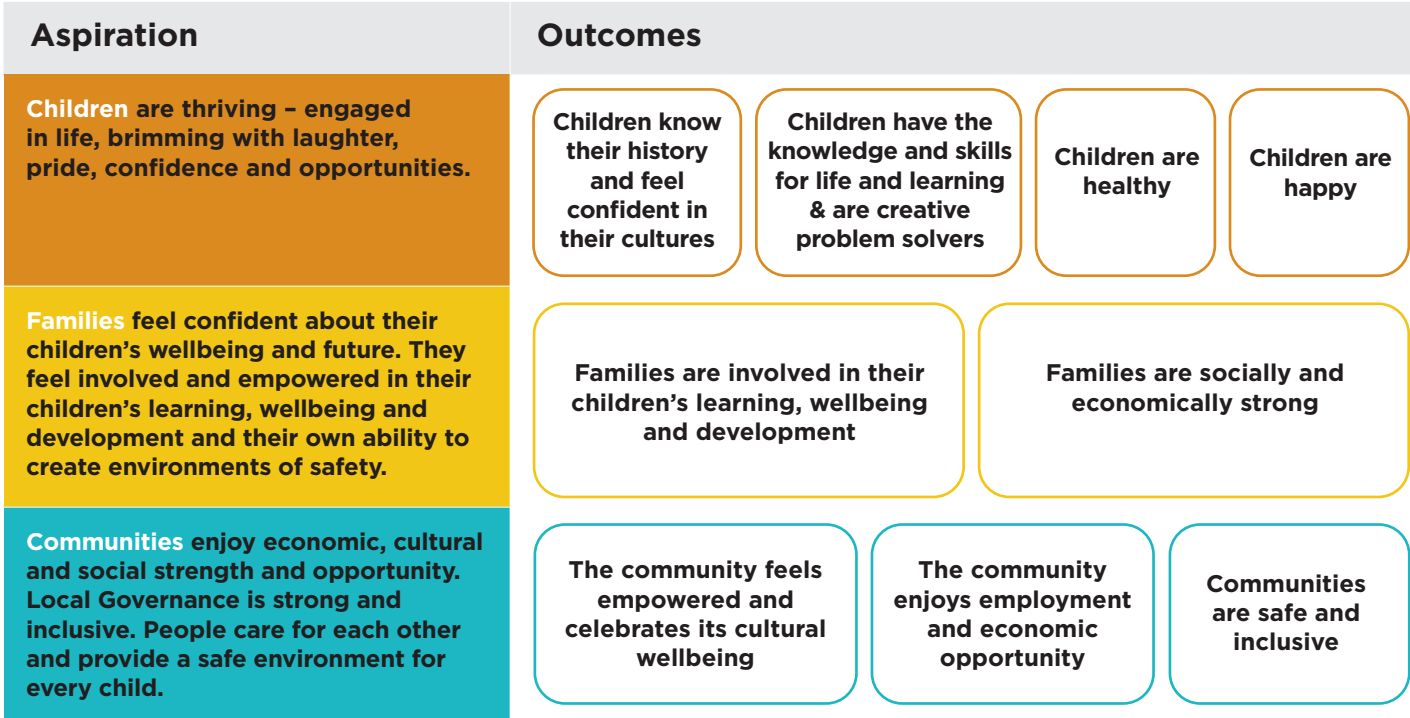 Aspiration
Outcomes
Children are thriving – engaged
in life, brimming with laughter,
pride, confidence and opportunities.
Children know
their history
and feel
confident in
their cultures
Children have the
knowledge and skills
for life and learning
& are creative
problem solvers
Children are
healthy
Children are
happy
Families feel confident about their
children’s wellbeing and future. They
feel involved and empowered in their
children’s learning, wellbeing and
development and their own ability to
create environments of safety.
Families are involved in their
children’s learning, wellbeing
and development
Families are socially and
economically strong
Communities enjoy economic, cultural
and social strength and opportunity.
Local Governance is strong and
inclusive. People care for each other
and provide a safe environment for
every child.
The community feels
empowered and
celebrates its cultural
wellbeing
The community
enjoys employment
and economic
opportunity
Communities
are safe and
inclusive